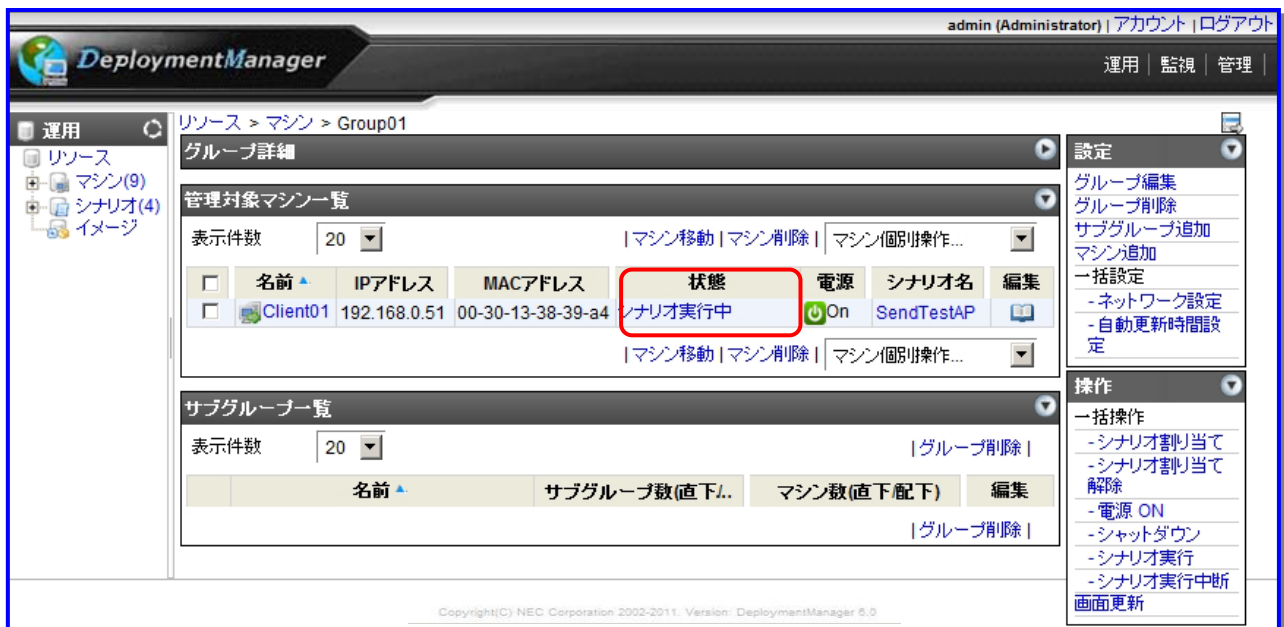 admin (Administrator) | アカウント | ログアウト
DeploymentManager
運用 | 監視 | 管理 |
運用
リソース
マシン(9)
シナリオ(4)
イメージ
リソース > マシン > Group01
グループ詳細
管理対象マシン一覧
表示件数 20 | マシン移動 | マシン削除 | マシン個別操作...
名前 IPアドレス MACアドレス 状態 電源 シナリオ名 編集
Client01 192.168.0.51 00-30-13-38-39-a4 シナリオ実行中 On SendTestAP
| マシン移動 | マシン削除 | マシン個別操作...
サブグループ一覧
表示件数 20 | グループ削除 |
名前 サブグループ数(直下/.. マシン数(直下/配下) 編集
| グループ削除 |
設定
グループ編集
グループ削除
サブグループ追加
マシン追加
一括設定
- ネットワーク設定
- 自動更新時間設
定
操作
一括操作
- シナリオ割り当て
- シナリオ割り当て
解除
- 電源 ON
- シャットダウン
- シナリオ実行
- シナリオ実行中断
画面更新
Copyright(C) NEC Corporation 2002-2011. Version: DeploymentManager 6.0